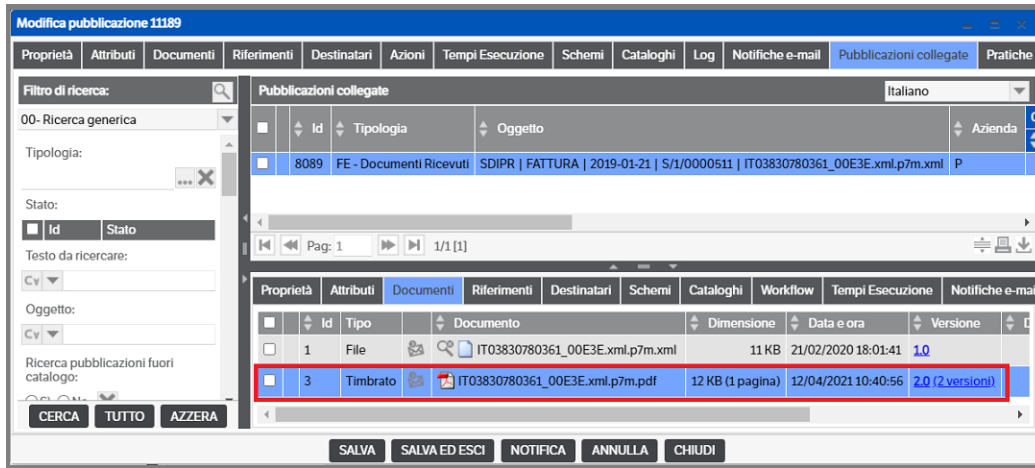 Modifica pubblicazione 11189
Proprietà Attributi Documenti Riferimenti Destinatari Azioni Tempi Esecuzione Schemi Cataloghi Log Notifiche e-mail Pubblicazioni collegate Pratiche
Filtro di ricerca:
00- Ricerca generica
Tipologia:
...
Stato:
Id Stato
Testo da ricercare:
Cv
Oggetto:
Cv
Ricerca pubblicazioni fuori
catalogo:
CERCA TUTTO AZZERA
Pubblicazioni collegate Italiano
Id Tipologia Oggetto Azienda
8089 FE - Documenti Ricevuti SDIPR | FATTURA | 2019-01-21 | S/1/0000511 | IT03830780361_00E3E.xml.p7m.xml P
Pag: 1 1/1 [1]
Proprietà Attributi Documenti Riferimenti Destinatari Schemi Cataloghi Workflow Tempi Esecuzione Notifiche e-mai
Id Tipo Documento Dimensione Data e ora Versione D
1 File IT03830780361_00E3E.xml.p7m.xml 11 KB 21/02/2020 18:01:41 1.0
3 Timbrato IT03830780361_00E3E.xml.p7m.pdf 12 KB (1 pagina) 12/04/2021 10:40:56 2.0 (2 versioni)
SALVA SALVA ED ESCI NOTIFICA ANNULLA CHIUDI